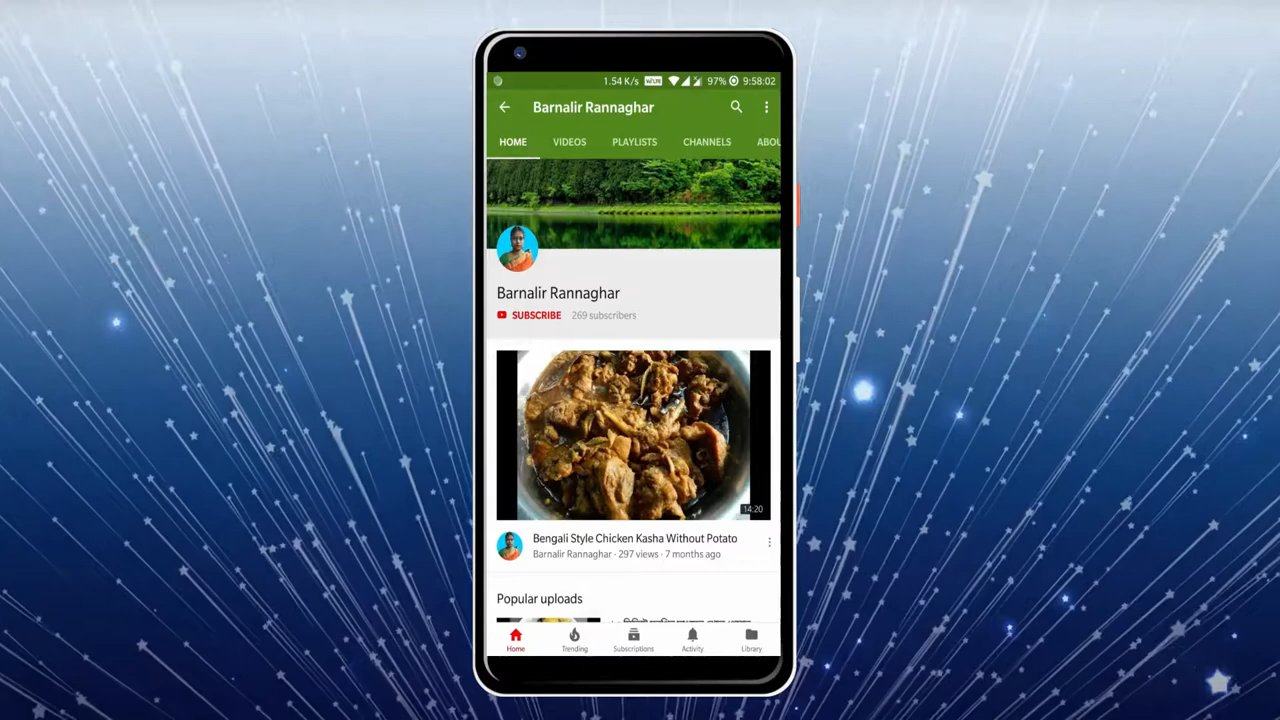 1.54 K/s 97% 9:58:02
Barnalir Rannaghar
HOME VIDEOS PLAYLISTS CHANNELS ABOU
Barnalir Rannaghar
SUBSCRIBE 269 subscribers
14:20
Bengali Style Chicken Kasha Without Potato
Barnalir Rannaghar · 297 views · 7 months ago
Popular uploads
Home Trending Subscriptions Activity Library